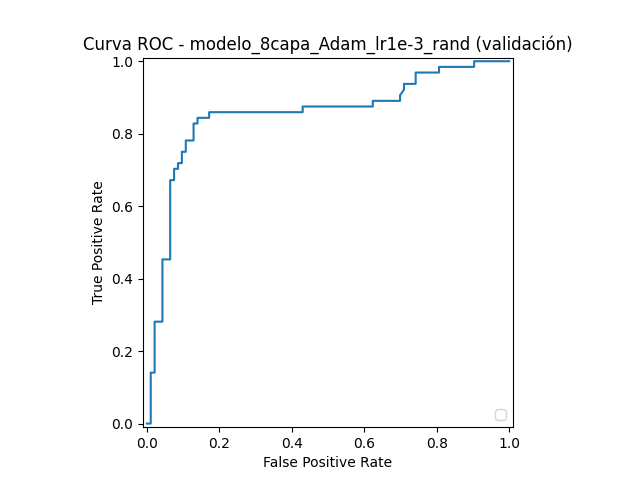 Curva ROC - modelo_8capa_Adam_lr1e-3_rand (validación)
1.0
0.8
0.6
0.4
0.2
0.0
True Positive Rate
0.0 0.2 0.4 0.6 0.8 1.0
False Positive Rate